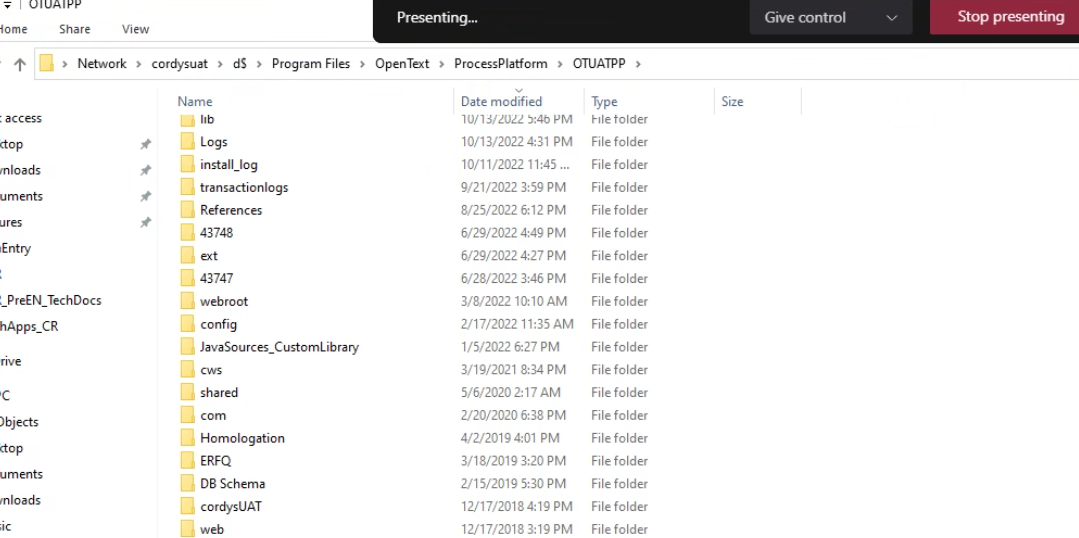 OTUATPP
Presenting...
Give control
Stop presenting
Home Share View
Network > cordysuat > d$ > Program Files > OpenText > ProcessPlatform > OTUATPP >
Name Date modified Type Size
access
lib 10/13/2022 5:46 PM File folder
Logs 10/13/2022 4:31 PM File folder
install_log 10/11/2022 11:45 ... File folder
transactionlogs 9/21/2022 3:59 PM File folder
References 8/25/2022 6:12 PM File folder
43748 6/29/2022 4:49 PM File folder
ext 6/29/2022 4:27 PM File folder
43747 6/28/2022 3:46 PM File folder
webroot 3/8/2022 10:10 AM File folder
config 2/17/2022 11:35 AM File folder
JavaSources_CustomLibrary 1/5/2022 6:27 PM File folder
cws 3/19/2021 8:34 PM File folder
shared 5/6/2020 2:17 AM File folder
com 2/20/2020 6:38 PM File folder
Homologation 4/2/2019 4:01 PM File folder
ERFQ 3/18/2019 3:20 PM File folder
DB Schema 2/15/2019 5:30 PM File folder
cordysUAT 12/17/2018 4:19 PM File folder
web 12/17/2018 3:19 PM File folder
ktop
wnloads
uments
ures
Entry
_PreEN_TechDocs
hApps_CR
rive
PC
Objects
ktop
uments
wnloads
sic